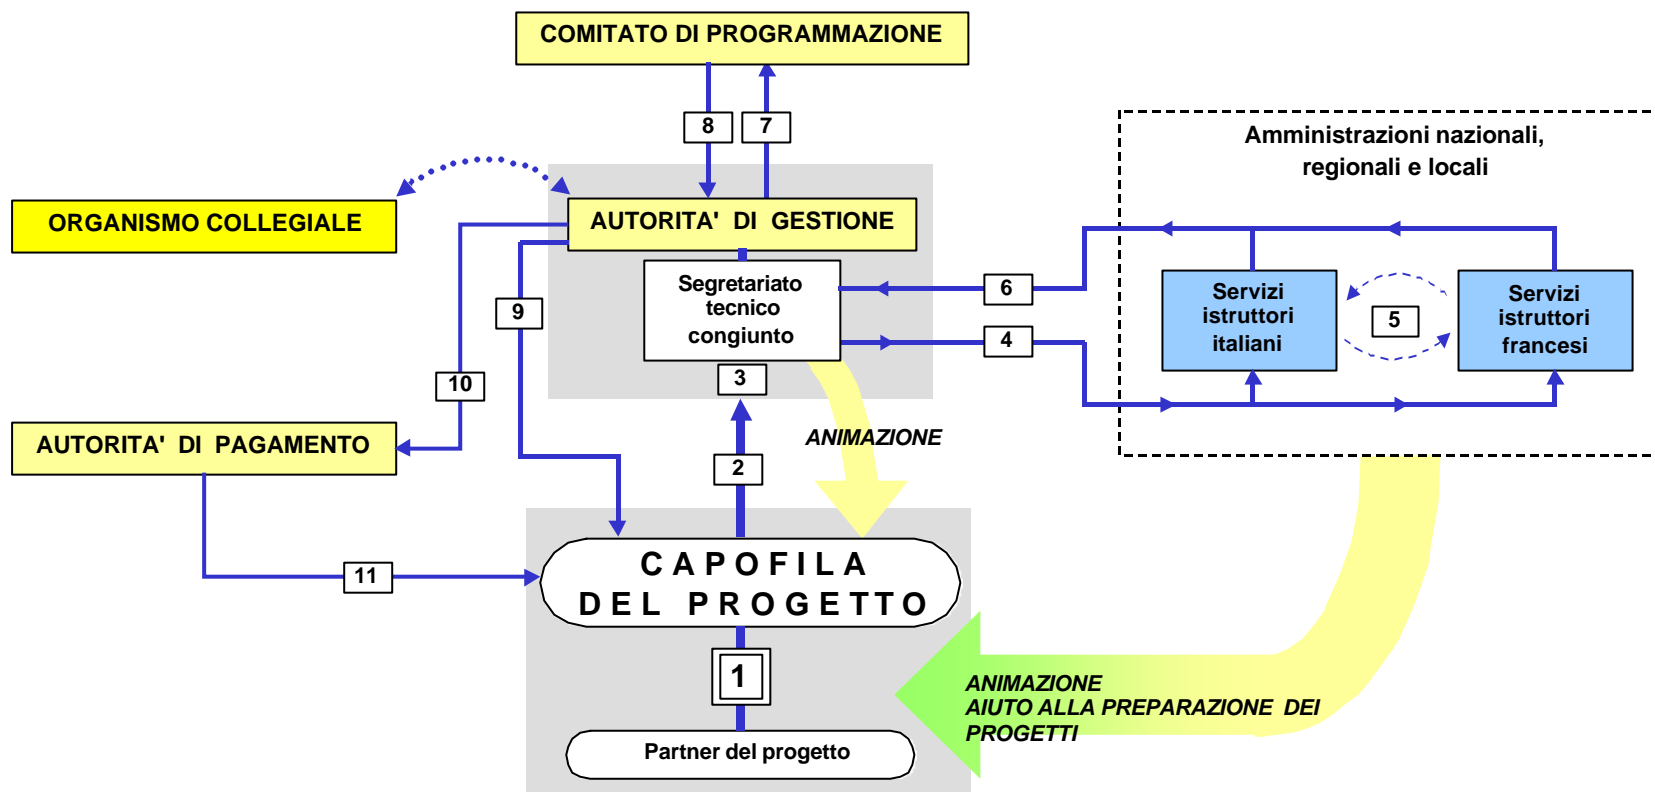 COMITATO DI PROGRAMMAZIONE
8
7
Amministrazioni nazionali,
regionali e locali
ORGANISMO COLLEGIALE
AUTORITA' DI GESTIONE
Segretariato
tecnico
congiunto
6
4
Servizi
istruttori
italiani
5
Servizi
istruttori
francesi
9
3
10
AUTORITA' DI PAGAMENTO
ANIMAZIONE
2
11
CAPOFILA
DEL PROGETTO
1
ANIMAZIONE
AIUTO ALLA PREPARAZIONE DEI
PROGETTI
Partner del progetto